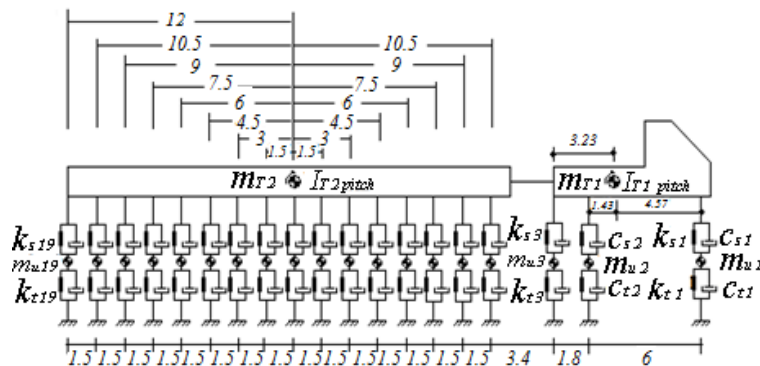 12
10.5 10.5
9 9
7.5 7.5
6 6
4.5 4.5
3 3
1.5 1.5
3.23
m_T2 I_T2 pitch
m_T1 I_T1 pitch
1.43 4.57
k_s19 k_s3 c_s2 k_s1 c_s1
m_u19 m_u3 m_u2 m_u1
k_t19 k_t3 c_t2 k_t1 c_t1
1.5 1.5 1.5 1.5 1.5 1.5 1.5 1.5 1.5 1.5 1.5 1.5 1.5 1.5 1.5 3.4 1.8 6